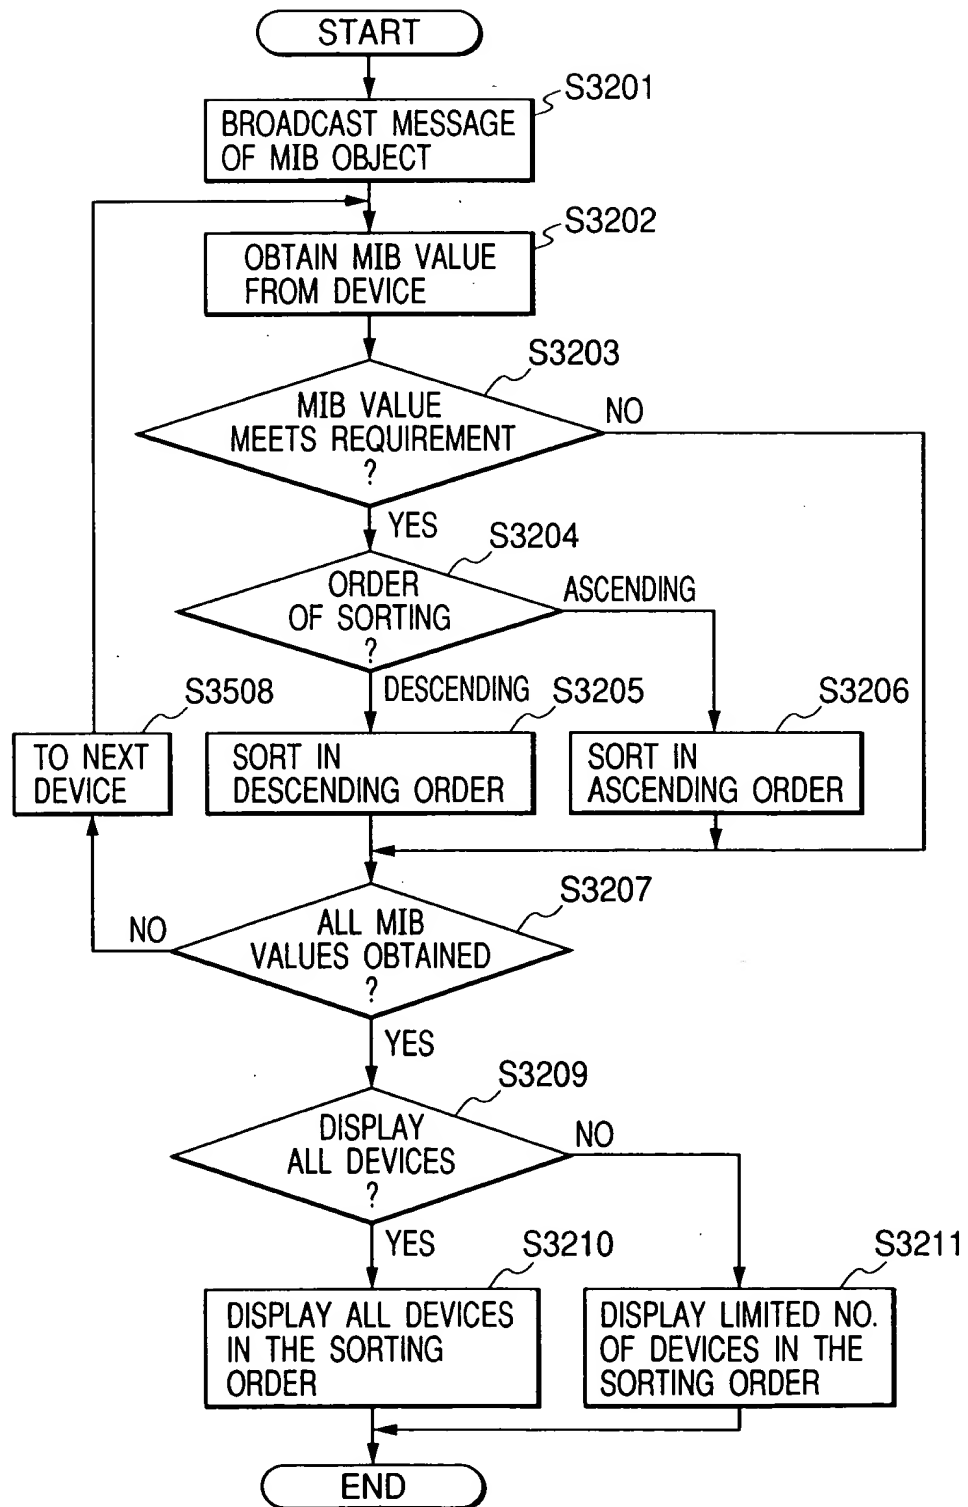 START
S3201
BROADCAST MESSAGE
OF MIB OBJECT
S3202
OBTAIN MIB VALUE
FROM DEVICE
S3203
MIB VALUE
MEETS REQUIREMENT
?
NO
YES
S3204
ORDER
OF SORTING
?
ASCENDING
DESCENDING
S3508
TO NEXT
DEVICE
S3205
SORT IN
DESCENDING ORDER
S3206
SORT IN
ASCENDING ORDER
S3207
ALL MIB
VALUES OBTAINED
?
NO
YES
S3209
DISPLAY
ALL DEVICES
?
NO
YES
S3210
DISPLAY ALL DEVICES
IN THE SORTING
ORDER
S3211
DISPLAY LIMITED NO.
OF DEVICES IN THE
SORTING ORDER
END